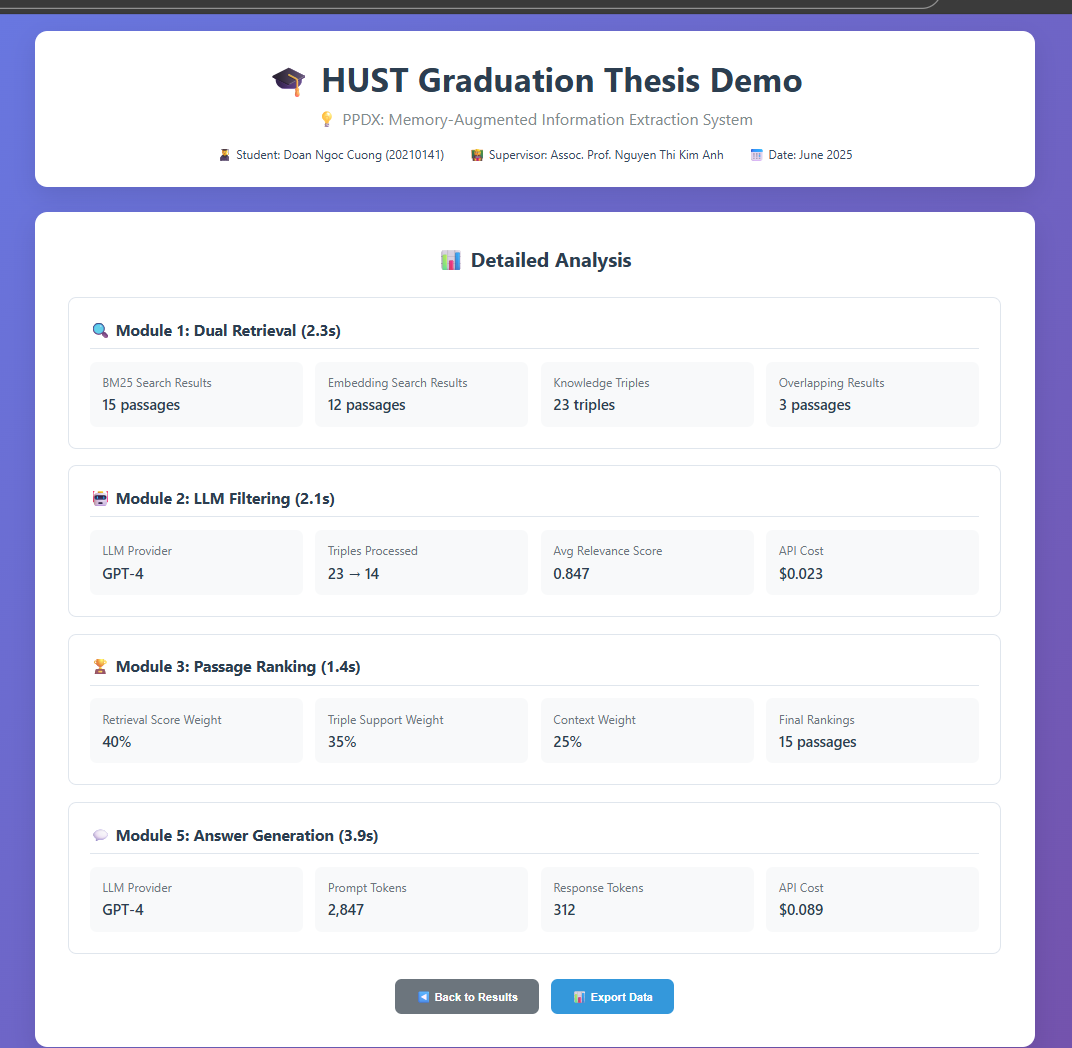 HUST Graduation Thesis Demo
PPDX: Memory-Augmented Information Extraction System
Student: Doan Ngoc Cuong (20210141) Supervisor: Assoc. Prof. Nguyen Thi Kim Anh Date: June 2025
Detailed Analysis
Module 1: Dual Retrieval (2.3s)
BM25 Search Results
15 passages
Embedding Search Results
12 passages
Knowledge Triples
23 triples
Overlapping Results
3 passages
Module 2: LLM Filtering (2.1s)
LLM Provider
GPT-4
Triples Processed
23 → 14
Avg Relevance Score
0.847
API Cost
$0.023
Module 3: Passage Ranking (1.4s)
Retrieval Score Weight
40%
Triple Support Weight
35%
Context Weight
25%
Final Rankings
15 passages
Module 5: Answer Generation (3.9s)
LLM Provider
GPT-4
Prompt Tokens
2,847
Response Tokens
312
API Cost
$0.089
Back to Results
Export Data